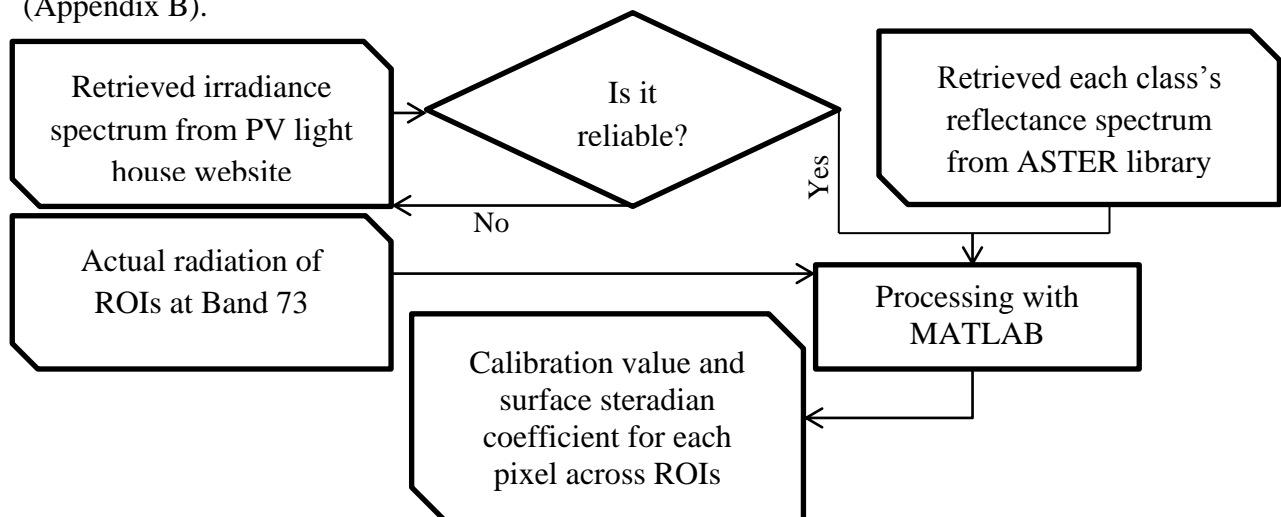 (Appendix B).
Retrieved irradiance
spectrum from PV light
house website
Is it
reliable?
Retrieved each class’s
reflectance spectrum
from ASTER library
Yes
No
Actual radiation of
ROIs at Band 73
Processing with
MATLAB
Calibration value and
surface steradian
coefficient for each
pixel across ROIs